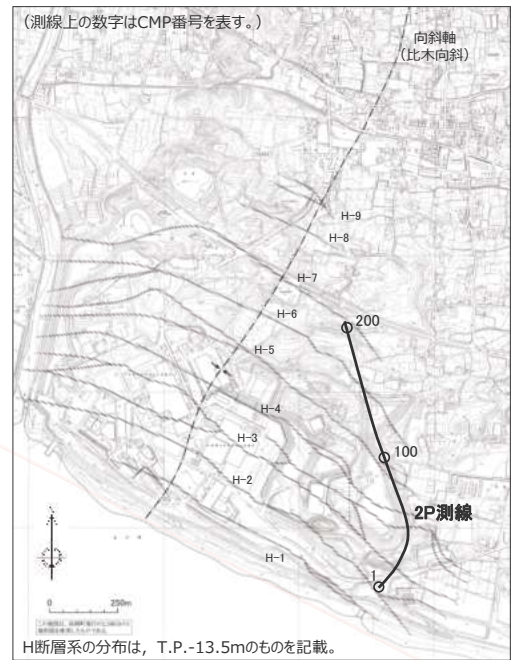 (測線上の数字はCMP番号を表す。)
向斜軸
(比木向斜)
H-9
H-8
H-7
200
H-6
H-5
H-4
H-3
100
H-2
2P測線
H-1
1
0
250m
H断層系の分布は，T.P.-13.5mのものを記載。